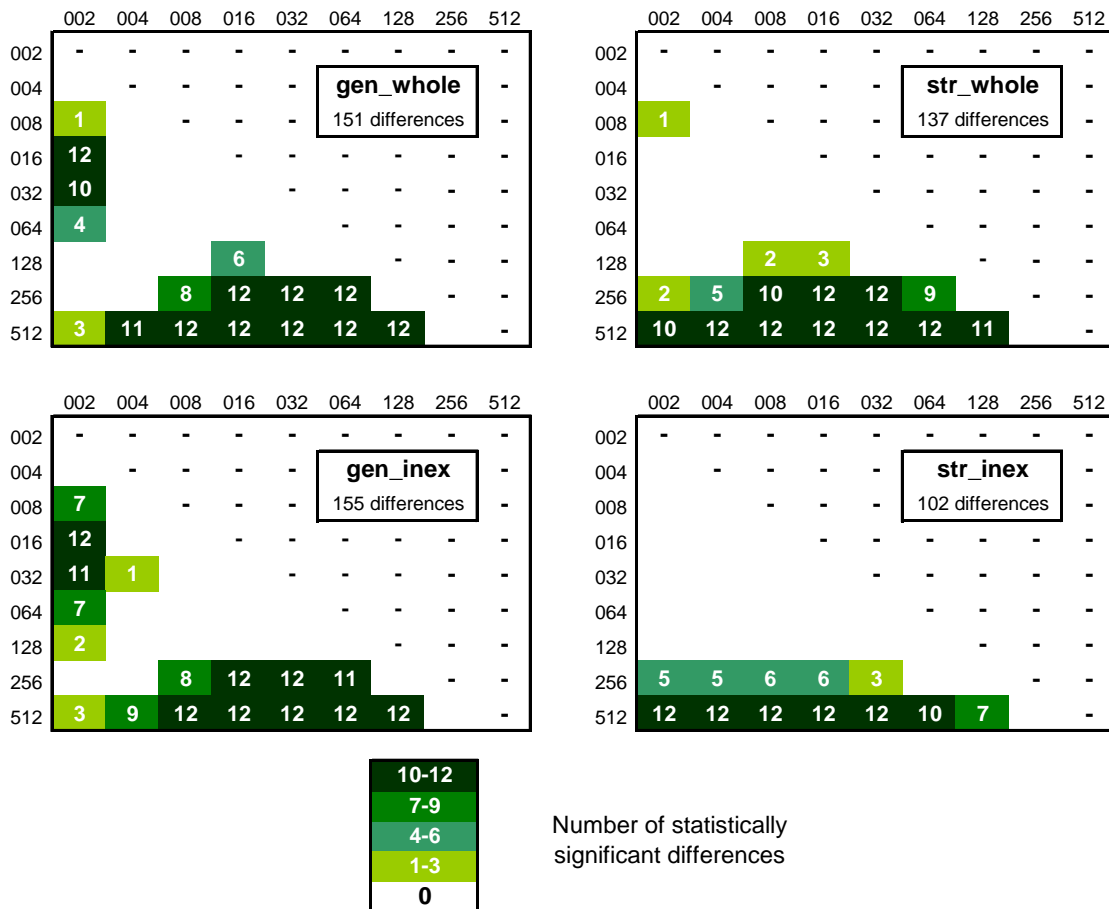 002 004 008 016 032 064 128 256 512
002 - - - - - - - - -
004 - - - - gen_whole -
008 1 - - - 151 differences -
016 12 - - - - - -
032 10 - - - - -
064 4 - - - -
128 6 - - -
256 8 12 12 12 - -
512 3 11 12 12 12 12 12 -
002 004 008 016 032 064 128 256 512
002 - - - - - - - - -
004 - - - - str_whole -
008 1 - - - 137 differences -
016 - - - - - -
032 - - - - -
064 - - - -
128 2 3 - - -
256 2 5 10 12 12 9 - -
512 10 12 12 12 12 12 11 -
002 004 008 016 032 064 128 256 512
002 - - - - - - - - -
004 - - - - gen_inex -
008 7 - - - 155 differences -
016 12 - - - - - -
032 11 1 - - - - -
064 7 - - - -
128 2 - - -
256 8 12 12 11 - -
512 3 9 12 12 12 12 12 -
002 004 008 016 032 064 128 256 512
002 - - - - - - - - -
004 - - - - str_inex -
008 - - - 102 differences -
016 - - - - - -
032 - - - - -
064 - - - -
128 - - -
256 5 5 6 6 3 - -
512 12 12 12 12 12 10 7 -
10-12
7-9
4-6
1-3
0
Number of statistically
significant differences